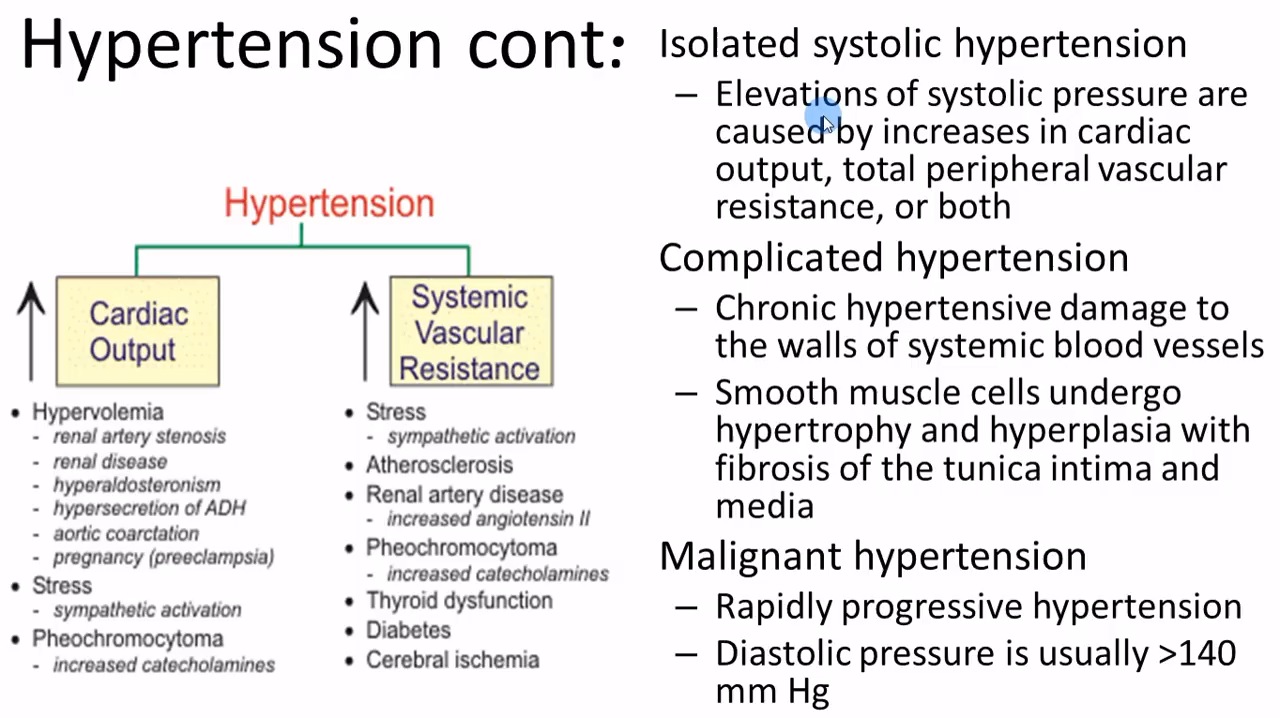 Hypertension cont:
Hypertension
Cardiac
Output
• Hypervolemia
- renal artery stenosis
- renal disease
- hyperaldosteronism
- hypersecretion of ADH
- aortic coarctation
- pregnancy (preeclampsia)
• Stress
- sympathetic activation
• Pheochromocytoma
- increased catecholamines
Systemic
Vascular
Resistance
• Stress
- sympathetic activation
• Atherosclerosis
• Renal artery disease
- increased angiotensin II
• Pheochromocytoma
- increased catecholamines
• Thyroid dysfunction
• Diabetes
• Cerebral ischemia
Isolated systolic hypertension
– Elevations of systolic pressure are
caused by increases in cardiac
output, total peripheral vascular
resistance, or both
Complicated hypertension
– Chronic hypertensive damage to
the walls of systemic blood vessels
– Smooth muscle cells undergo
hypertrophy and hyperplasia with
fibrosis of the tunica intima and
media
Malignant hypertension
– Rapidly progressive hypertension
– Diastolic pressure is usually >140
mm Hg